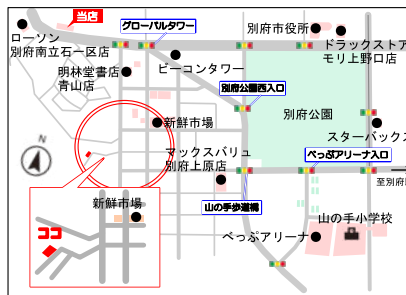 当店
グローバルタワー
別府市役所
ローソン
別府南立石一区店
ドラックストア
モリ上野口店
ビーコンタワー
明林堂書店
青山店
別府公園西入口
別府公園
新鮮市場
スターバックス
マックスバリュ
別府上原店
べっぷアリーナ入口
N
至別府
新鮮市場
山の手歩道橋
山の手小学校
ココ
べっぷアリーナ